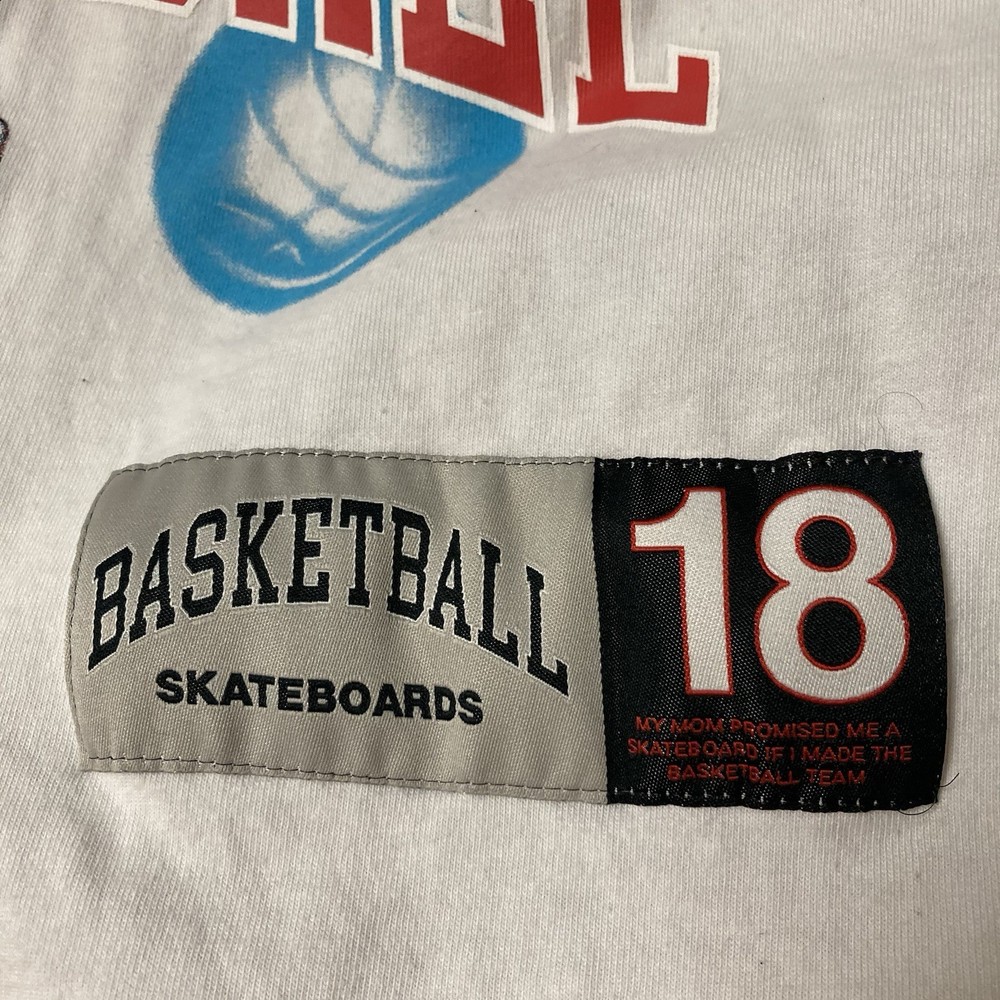 BASKETBALL
SKATEBOARDS
18
MY MOM PROMISED ME A
SKATEBOARD IF I MADE THE
BASKETBALL TEAM